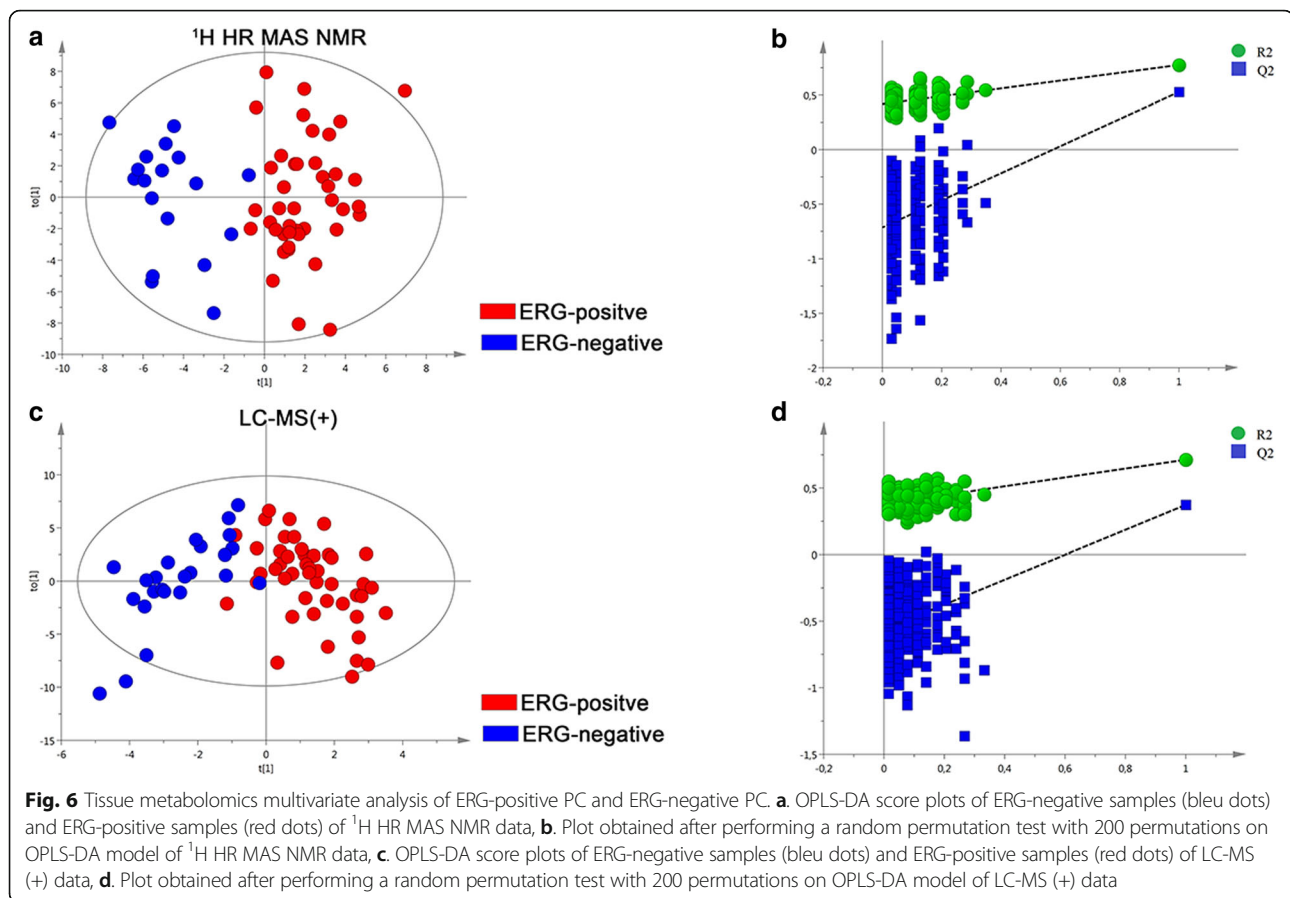 a
¹H HR MAS NMR
8
6
4
2
0
-2
-4
-6
-8
-10
to[1]
-10 -8 -6 -4 -2 0 2 4 6 8
t[1]
ERG-positve
ERG-negative
b
R2
Q2
0,5
0
-0,5
-1
-1,5
-2
-0,2 0 0,2 0,4 0,6 0,8 1
c
LC-MS(+)
10
5
0
-5
-10
-15
to[1]
-6 -4 -2 0 2 4
t[1]
ERG-positve
ERG-negative
d
R2
Q2
0,5
0
-0,5
-1
-1,5
-0,2 0 0,2 0,4 0,6 0,8 1
Fig. 6 Tissue metabolomics multivariate analysis of ERG-positive PC and ERG-negative PC. a. OPLS-DA score plots of ERG-negative samples (bleu dots)
and ERG-positive samples (red dots) of ¹H HR MAS NMR data, b. Plot obtained after performing a random permutation test with 200 permutations on
OPLS-DA model of ¹H HR MAS NMR data, c. OPLS-DA score plots of ERG-negative samples (bleu dots) and ERG-positive samples (red dots) of LC-MS
(+) data, d. Plot obtained after performing a random permutation test with 200 permutations on OPLS-DA model of LC-MS (+) data